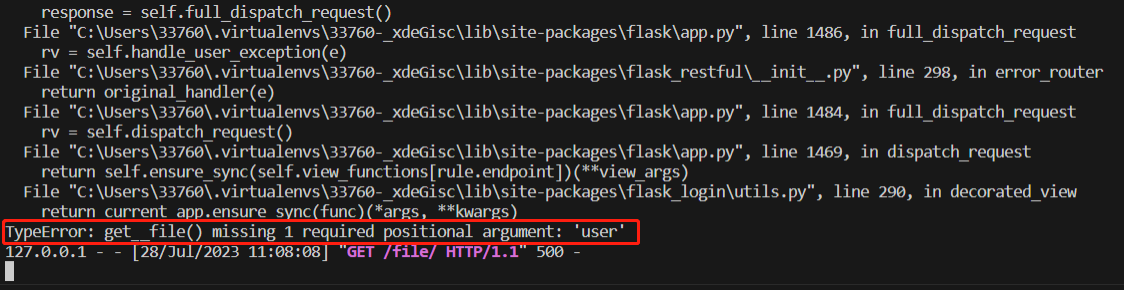 response = self.full_dispatch_request()
File "C:\Users\33760\.virtualenvs\33760-_xdeGisc\lib\site-packages\flask\app.py", line 1486, in full_dispatch_request
rv = self.handle_user_exception(e)
File "C:\Users\33760\.virtualenvs\33760-_xdeGisc\lib\site-packages\flask_restful\__init__.py", line 298, in error_router
return original_handler(e)
File "C:\Users\33760\.virtualenvs\33760-_xdeGisc\lib\site-packages\flask\app.py", line 1484, in full_dispatch_request
rv = self.dispatch_request()
File "C:\Users\33760\.virtualenvs\33760-_xdeGisc\lib\site-packages\flask\app.py", line 1469, in dispatch_request
return self.ensure_sync(self.view_functions[rule.endpoint])(**view_args)
File "C:\Users\33760\.virtualenvs\33760-_xdeGisc\lib\site-packages\flask_login\utils.py", line 290, in decorated_view
return current_app.ensure_sync(func)(*args, **kwargs)
TypeError: get__file() missing 1 required positional argument: 'user'
127.0.0.1 - - [28/Jul/2023 11:08:08] "GET /file/ HTTP/1.1" 500 -